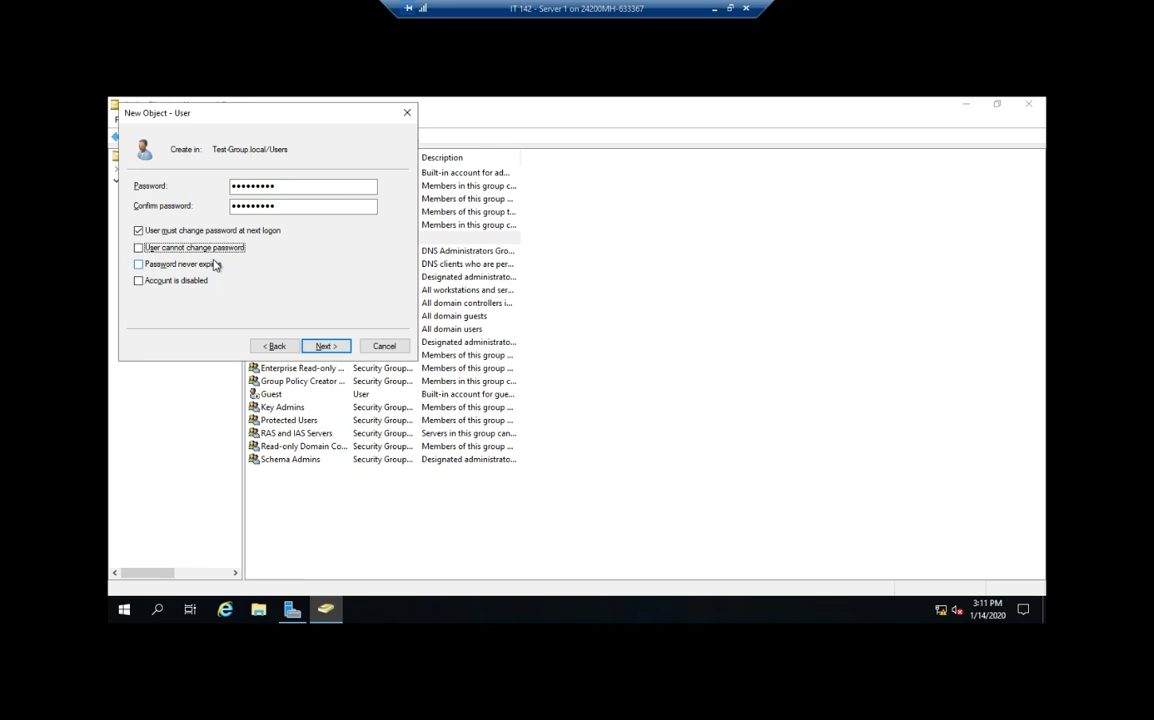 IT 142 - Server 1 on 24200MH-633367
New Object - User
Create in: Test-Group.local/Users
Password: •••••••••
Confirm password: •••••••••
User must change password at next logon
User cannot change password
Password never
Account is disabled
< Back Next > Cancel
Description
Built-in account for ad...
Members in this group c...
Members of this group ...
Members of this group t...
Members in this group c...
DNS Administrators Gro...
DNS clients who are per...
Designated administrato...
All workstations and ser...
All domain controllers i...
All domain guests
All domain users
Designated administrato...
Members of this group ...
Enterprise Read-only ... Security Group... Members of this group ...
Group Policy Creator ... Security Group... Members in this group c...
Guest User Built-in account for gue...
Key Admins Security Group... Members of this group ...
Protected Users Security Group... Members of this group ...
RAS and IAS Servers Security Group... Servers in this group can...
Read-only Domain Co... Security Group... Members of this group ...
Schema Admins Security Group... Designated administrato...
3:11 PM
1/14/2020